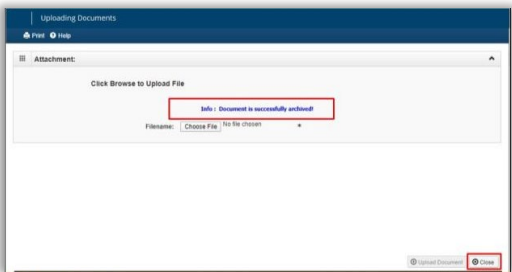 Uploading Documents
Print Help
Attachment:
Click Browse to Upload File
Info : Document is successfully archived!
Filename: Choose File No file chosen *
Upload Document Close